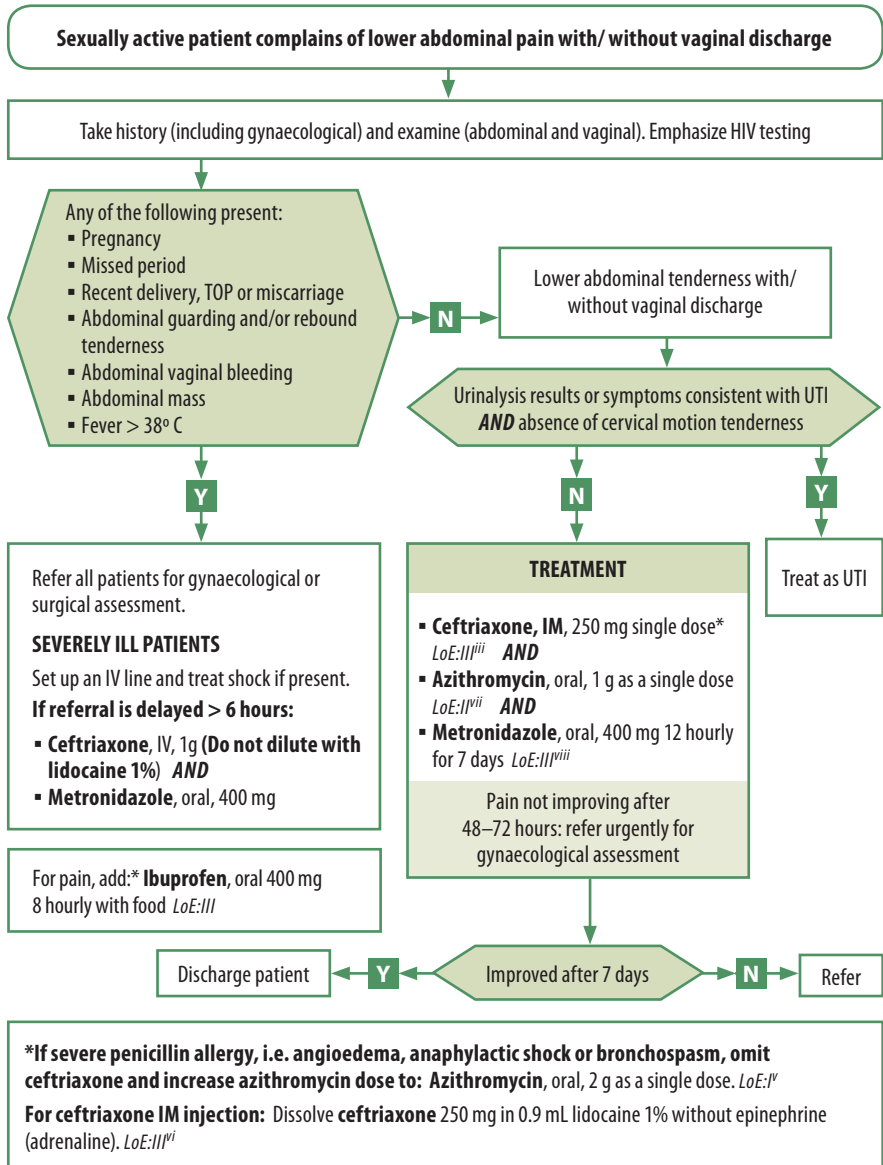 Sexually active patient complains of lower abdominal pain with/ without vaginal discharge
Take history (including gynaecological) and examine (abdominal and vaginal). Emphasize HIV testing
Any of the following present:
▪ Pregnancy
▪ Missed period
▪ Recent delivery, TOP or miscarriage
▪ Abdominal guarding and/or rebound
tenderness
▪ Abdominal vaginal bleeding
▪ Abdominal mass
▪ Fever > 38º C
N
Lower abdominal tenderness with/
without vaginal discharge
Urinalysis results or symptoms consistent with UTI
AND absence of cervical motion tenderness
Y
N
Y
Refer all patients for gynaecological or
surgical assessment.
SEVERELY ILL PATIENTS
Set up an IV line and treat shock if present.
If referral is delayed > 6 hours:
▪ Ceftriaxone, IV, 1g (Do not dilute with
lidocaine 1%) AND
▪ Metronidazole, oral, 400 mg
For pain, add:* Ibuprofen, oral 400 mg
8 hourly with food LoE:III
TREATMENT
▪ Ceftriaxone, IM, 250 mg single dose*
LoE:IIIiii AND
▪ Azithromycin, oral, 1 g as a single dose
LoE:IIvii AND
▪ Metronidazole, oral, 400 mg 12 hourly
for 7 days LoE:IIIviii
Pain not improving after
48–72 hours: refer urgently for
gynaecological assessment
Treat as UTI
Discharge patient
Y
Improved after 7 days
N
Refer
*If severe penicillin allergy, i.e. angioedema, anaphylactic shock or bronchospasm, omit
ceftriaxone and increase azithromycin dose to: Azithromycin, oral, 2 g as a single dose. LoE:Iv
For ceftriaxone IM injection: Dissolve ceftriaxone 250 mg in 0.9 mL lidocaine 1% without epinephrine
(adrenaline). LoE:IIIvi